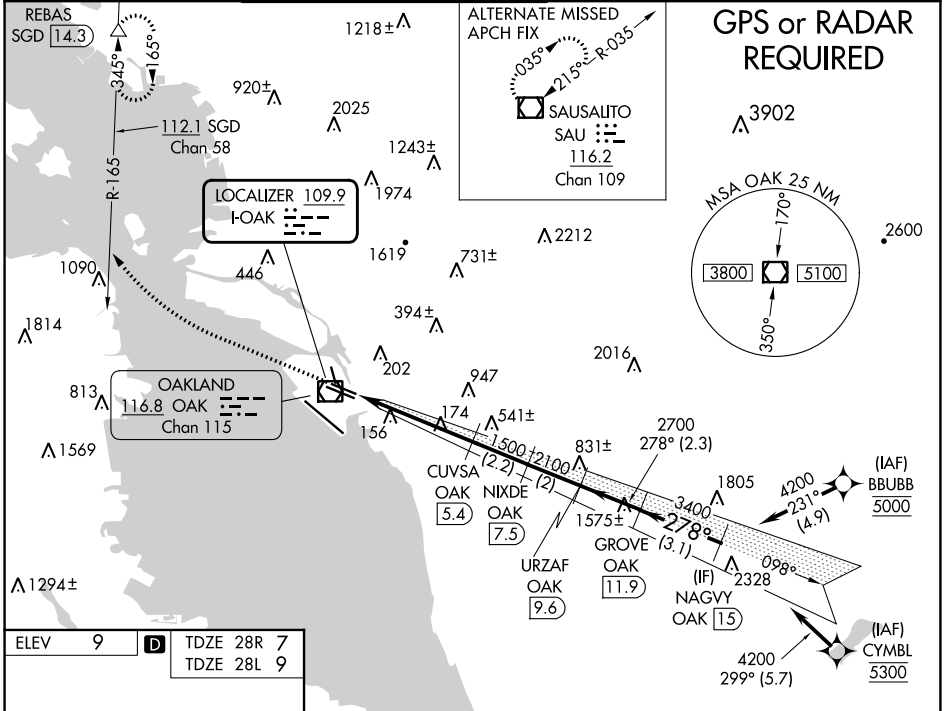 REBAS
SGD 14.3
345°
165°
112.1 SGD
Chan 58
R-165
1218±
920±
2025
1243±
1974
LOCALIZER 109.9
I-OAK
446
1619
731±
2212
394±
202
1090
1814
813
1569
1294±
OAKLAND
116.8 OAK
Chan 115
ALTERNATE MISSED
APCH FIX
035°
215°
R-035
SAUSALITO
SAU
116.2
Chan 109
GPS or RADAR
REQUIRED
3902
MSA OAK 25 NM
170°
3800
5100
350°
2600
2016
947
156
174
541±
831±
1500
(2.2)
2100
(2)
CUVSA
OAK
5.4
NIXDE
OAK
7.5
URZAF
OAK
9.6
2700
278° (2.3)
1575±
GROVE
OAK
11.9
3400
278°
(3.1)
1805
(IF)
NAGVY
OAK 15
2328
098°
4200
231°
(4.9)
(IAF)
BBUBB
5000
4200
299° (5.7)
(IAF)
CYMBL
5300
ELEV 9
D
TDZE 28R 7
TDZE 28L 9